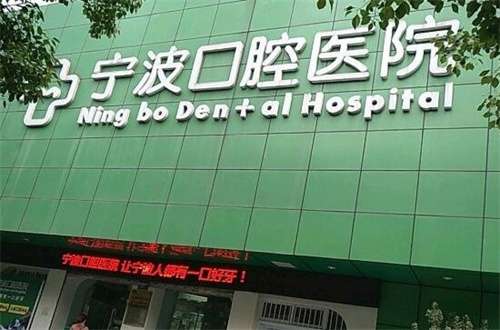 宁波口腔医院
Ning bo Den+al Hospital
宁波口腔医院 让宁波人都有一口好牙！